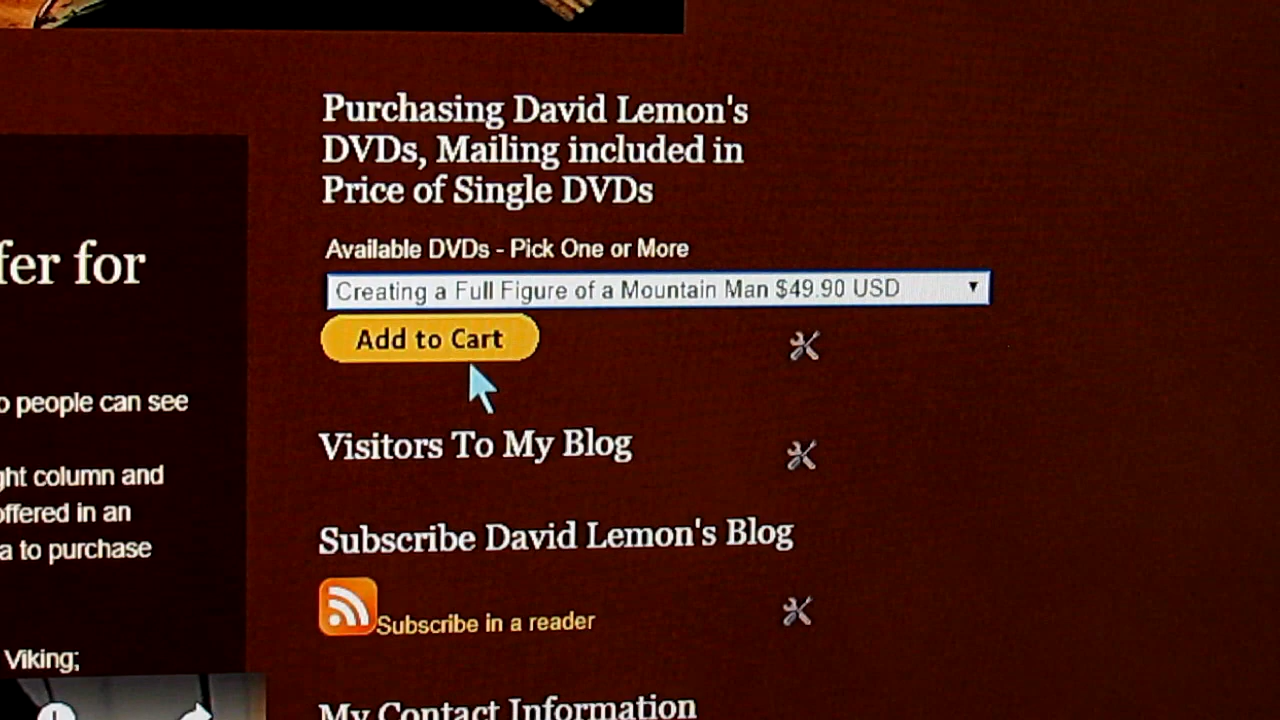 Purchasing David Lemon's
DVDs, Mailing included in
Price of Single DVDs
Available DVDs - Pick One or More
Creating a Full Figure of a Mountain Man $49.90 USD
Add to Cart
Visitors To My Blog
Subscribe David Lemon's Blog
Subscribe in a reader
My Contact Information
fer for
o people can see
ght column and
offered in an
a to purchase
Viking;